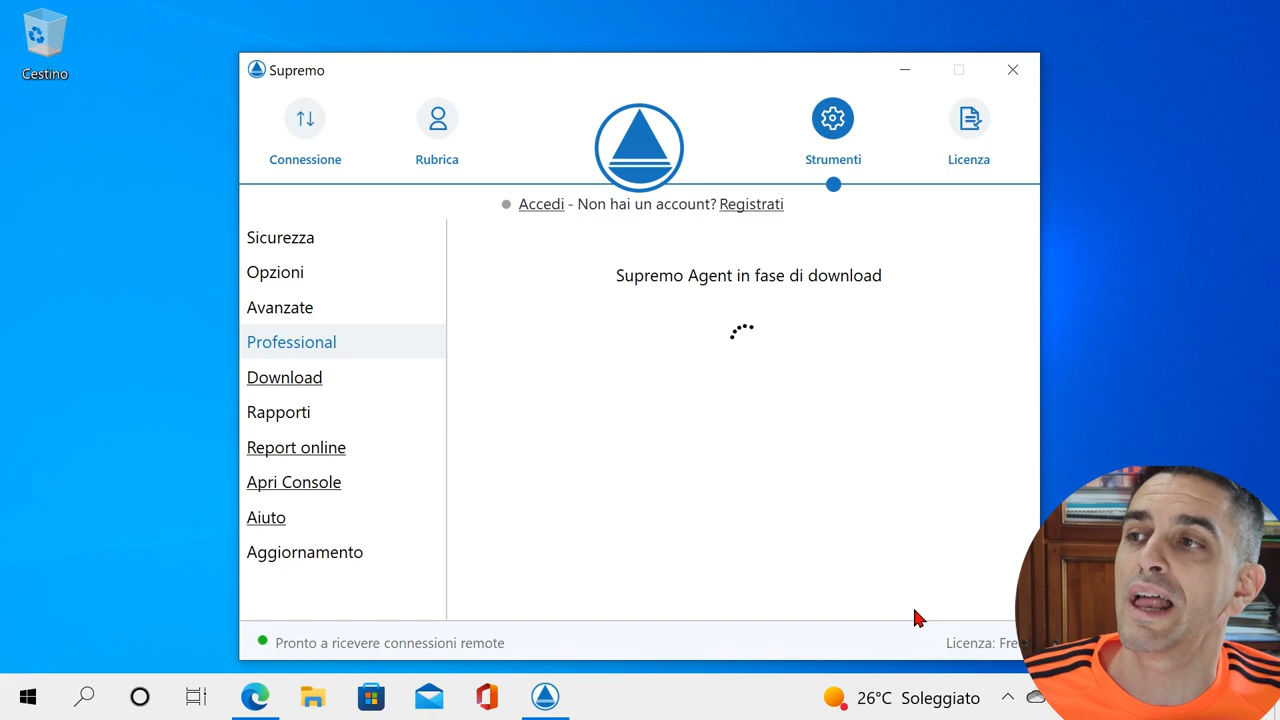 Cestino
Supremo
Connessione
Rubrica
Strumenti
Licenza
Accedi - Non hai un account? Registrati
Sicurezza
Opzioni
Avanzate
Professional
Download
Rapporti
Report online
Apri Console
Aiuto
Aggiornamento
Supremo Agent in fase di download
Pronto a ricevere connessioni remote
Licenza: Fre
26°C Soleggiato